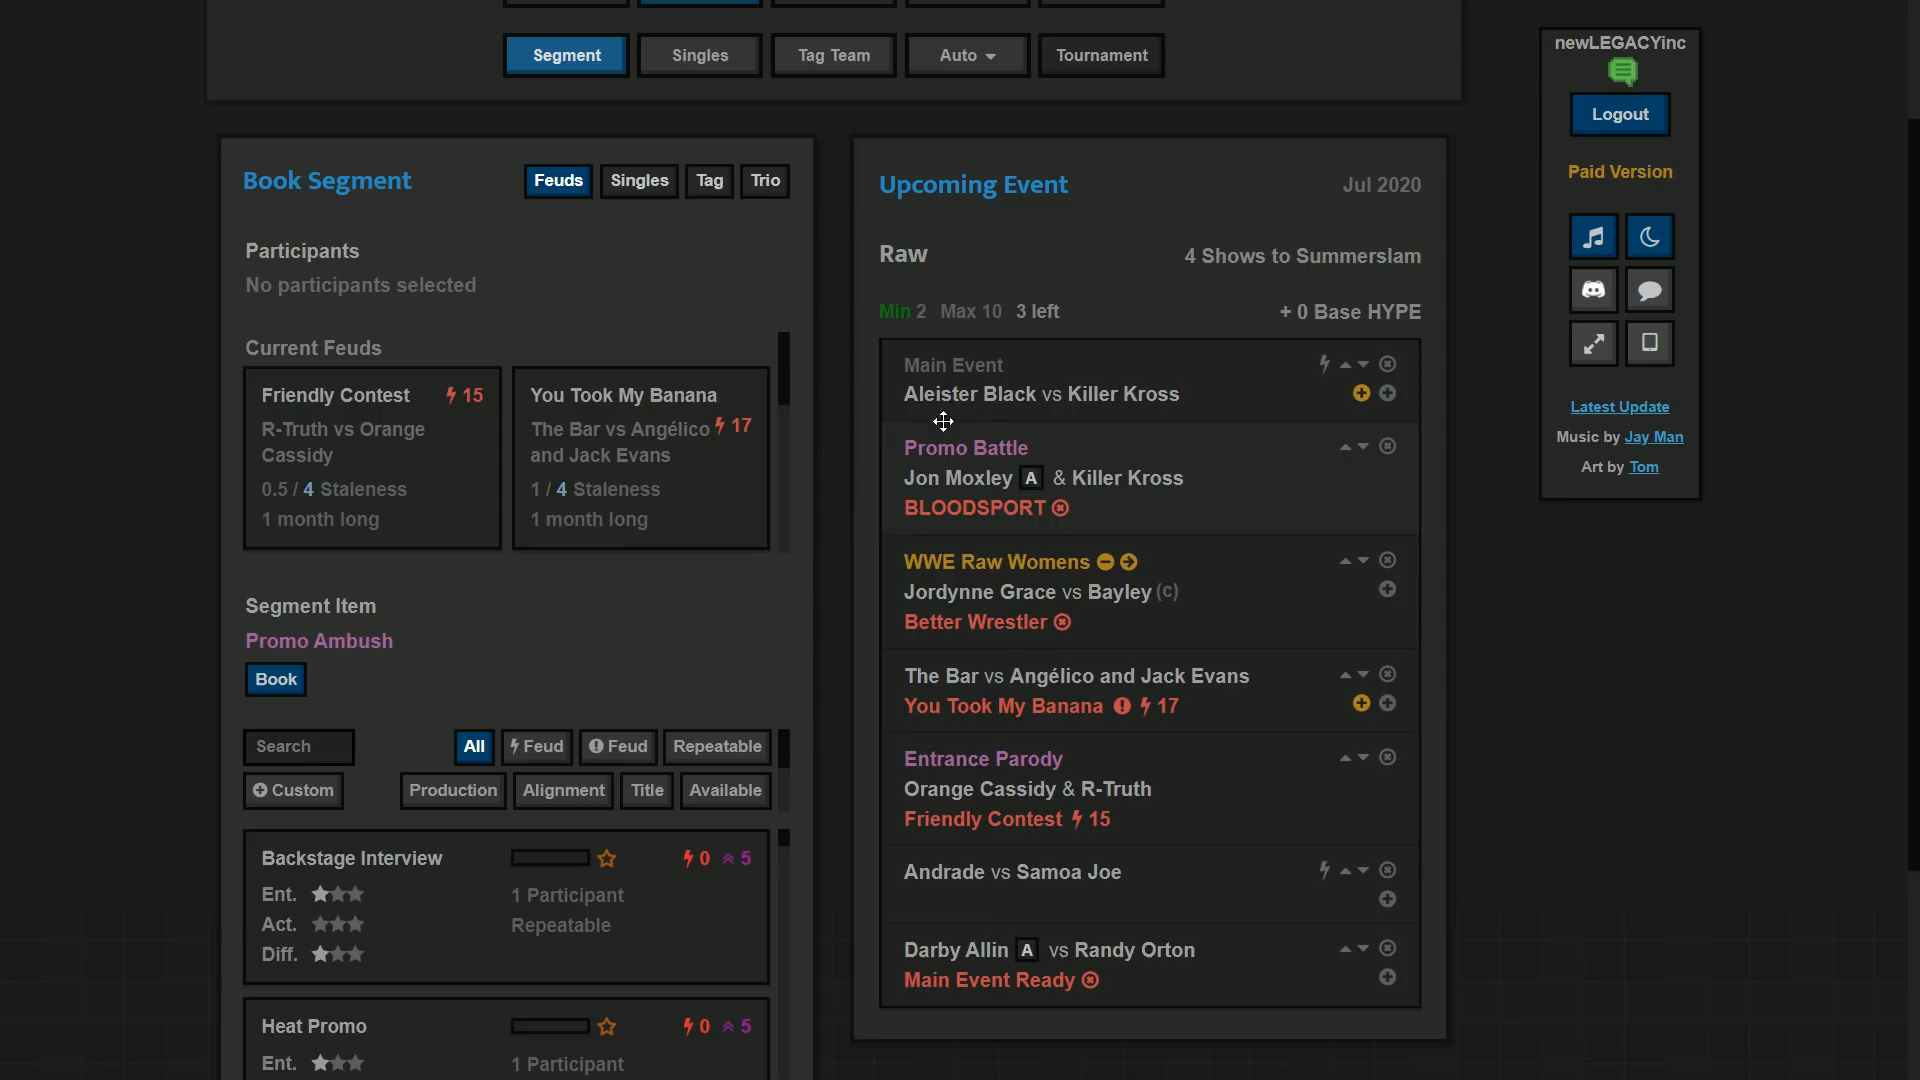 Segment
Singles
Tag Team
Auto
Tournament
newLEGACYinc
Logout
Paid Version
Latest Update
Music by Jay Man
Art by Tom
Book Segment
Feuds
Singles
Tag
Trio
Participants
No participants selected
Current Feuds
Friendly Contest 15
R-Truth vs Orange
Cassidy
0.5 / 4 Staleness
1 month long
You Took My Banana
The Bar vs Angélico 17
and Jack Evans
1 / 4 Staleness
1 month long
Segment Item
Promo Ambush
Book
Search
All
Feud
Feud
Repeatable
Custom
Production
Alignment
Title
Available
Backstage Interview 0 5
Ent. 1 Participant
Act. Repeatable
Diff.
Heat Promo 0 5
Ent. 1 Participant
Upcoming Event Jul 2020
Raw 4 Shows to Summerslam
Min 2 Max 10 3 left + 0 Base HYPE
Main Event
Aleister Black vs Killer Kross
Promo Battle
Jon Moxley A & Killer Kross
BLOODSPORT
WWE Raw Womens
Jordynne Grace vs Bayley (c)
Better Wrestler
The Bar vs Angélico and Jack Evans
You Took My Banana 17
Entrance Parody
Orange Cassidy & R-Truth
Friendly Contest 15
Andrade vs Samoa Joe
Darby Allin A vs Randy Orton
Main Event Ready